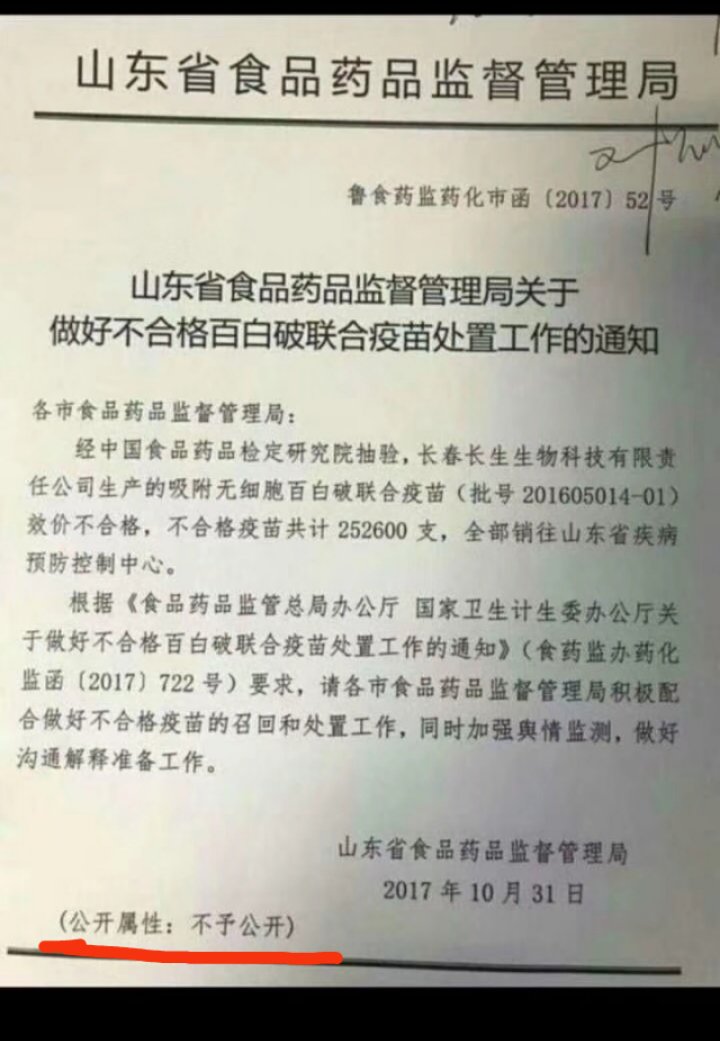 山东省食品药品监督管理局
鲁食药监药化市函〔2017〕52号
山东省食品药品监督管理局关于
做好不合格百白破联合疫苗处置工作的通知
各市食品药品监督管理局：
经中国食品药品检定研究院抽验，长春长生生物科技有限责
任公司生产的吸附无细胞百白破联合疫苗（批号 201605014-01）
效价不合格，不合格疫苗共计 252600 支，全部销往山东省疾病
预防控制中心。
根据《食品药品监管总局办公厅 国家卫生计生委办公厅关
于做好不合格百白破联合疫苗处置工作的通知》（食药监办药化
监函〔2017〕722 号）要求，请各市食品药品监督管理局积极配
合做好不合格疫苗的召回和处置工作，同时加强舆情监测，做好
沟通解释准备工作。
山东省食品药品监督管理局
2017 年 10 月 31 日
（公开属性：不予公开）